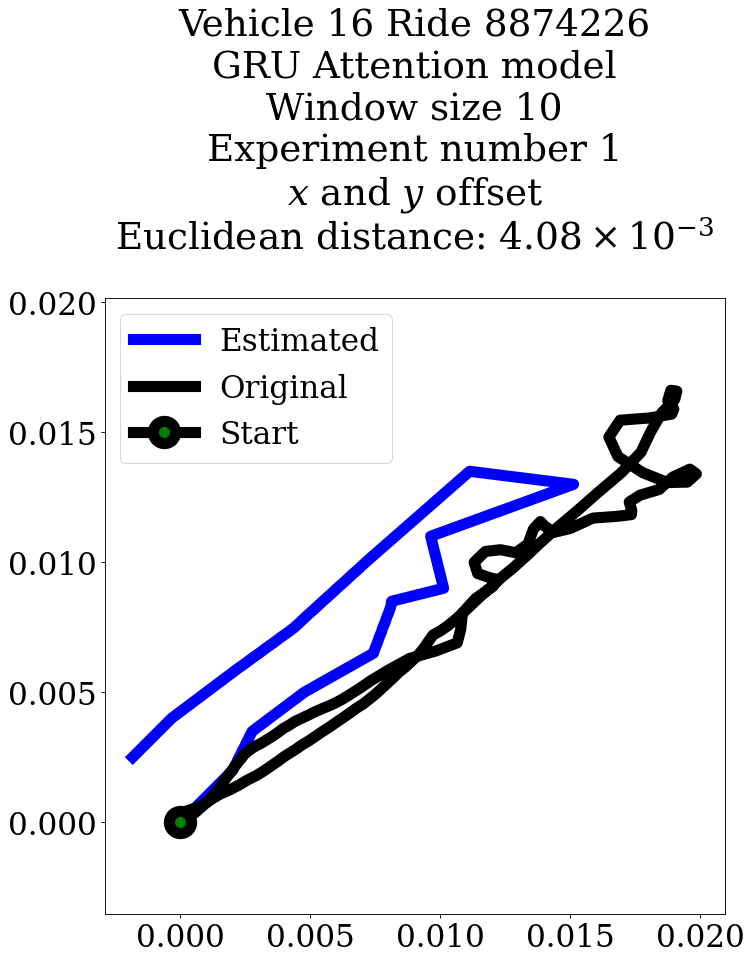 Vehicle 16 Ride 8874226
GRU Attention model
Window size 10
Experiment number 1
x and y offset
Euclidean distance: 4.08 × 10⁻³
0.020
0.015
0.010
0.005
0.000
Estimated
Original
Start
0.000 0.005 0.010 0.015 0.020